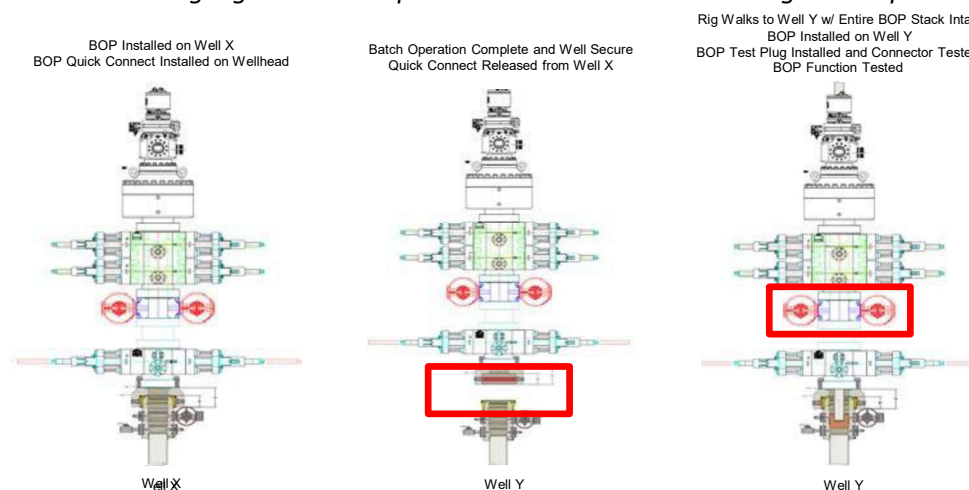 BOP Installed on Well X
BOP Quick Connect Installed on Wellhead
Batch Operation Complete and Well Secure
Quick Connect Released from Well X
Rig Walks to Well Y w/ Entire BOP Stack Inta
BOP Installed on Well Y
BOP Test Plug Installed and Connector Teste
BOP Function Tested
Well X
Well Y
Well Y